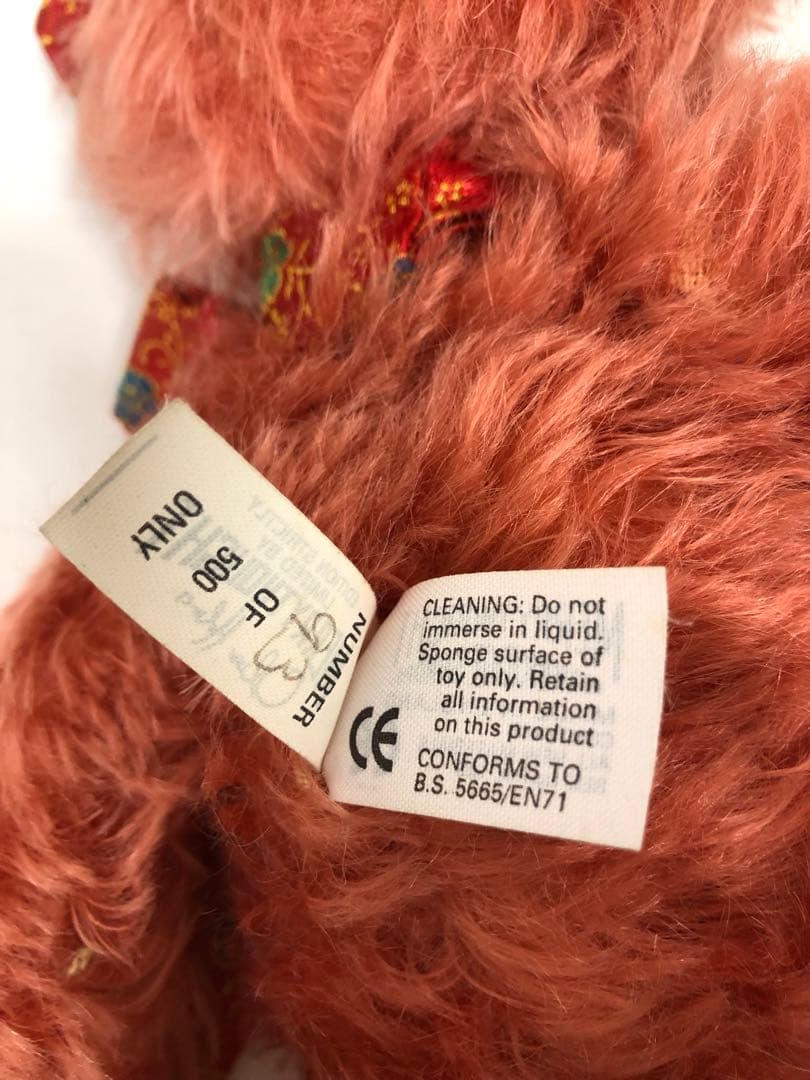 NUMBER
93
OF
500
ONLY
CLEANING: Do not
immerse in liquid.
Sponge surface of
toy only. Retain
all information
on this product
CE
CONFORMS TO
B.S. 5665/EN71